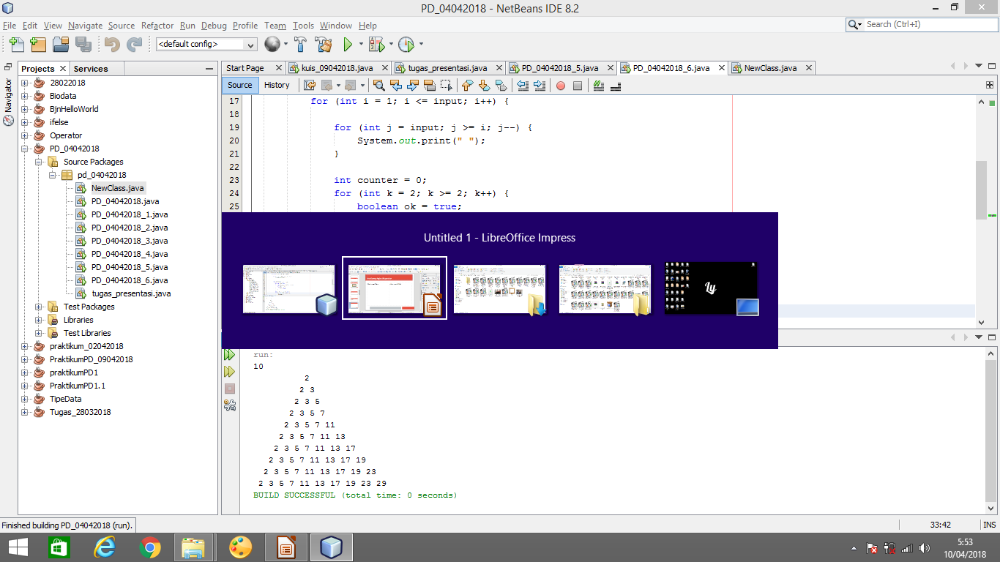 PD_04042018 - NetBeans IDE 8.2
File Edit View Navigate Source Refactor Run Debug Profile Team Tools Window Help
Search (Ctrl+I)
<default config>
Navigator
Projects
Services
28022018
Biodata
BjnHelloWorld
ifelse
Operator
PD_04042018
Source Packages
pd_04042018
NewClass.java
PD_04042018.java
PD_04042018_1.java
PD_04042018_2.java
PD_04042018_3.java
PD_04042018_4.java
PD_04042018_5.java
PD_04042018_6.java
tugas_presentasi.java
Test Packages
Libraries
Test Libraries
praktikum_02042018
PraktikumPD_09042018
praktikumPD1
PraktikumPD1.1
TipeData
Tugas_28032018
Start Page kuis_09042018.java tugas_presentasi.java PD_04042018_5.java PD_04042018_6.java NewClass.java
Source History
17 for (int i = 1; i <= input; i++) {
18
19 for (int j = input; j >= i; j--) {
20 System.out.print(" ");
21 }
22
23 int counter = 0;
24 for (int k = 2; k >= 2; k++) {
25 boolean ok = true;
Untitled 1 - LibreOffice Impress
Ly
run:
10
2
2 3
2 3 5
2 3 5 7
2 3 5 7 11
2 3 5 7 11 13
2 3 5 7 11 13 17
2 3 5 7 11 13 17 19
2 3 5 7 11 13 17 19 23
2 3 5 7 11 13 17 19 23 29
BUILD SUCCESSFUL (total time: 0 seconds)
Finished building PD_04042018 (run).
33:42 INS
5:53
10/04/2018